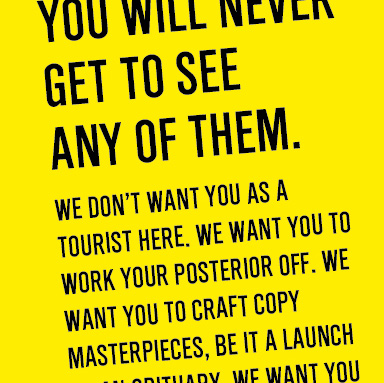 YOU WILL NEVER
GET TO SEE
ANY OF THEM.
WE DON'T WANT YOU AS A
TOURIST HERE. WE WANT YOU TO
WORK YOUR POSTERIOR OFF. WE
WANT YOU TO CRAFT COPY
MASTERPIECES, BE IT A LAUNCH
AN OBITUARY. WE WANT YOU